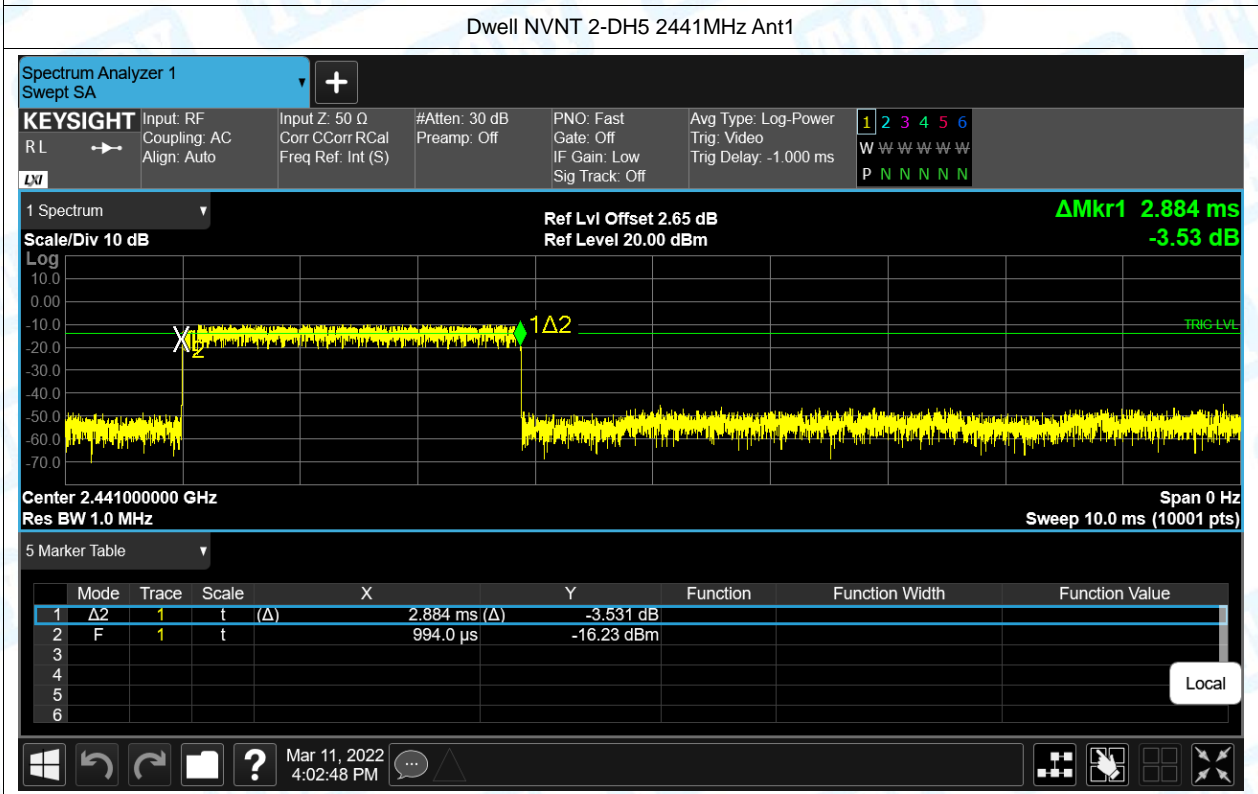 Dwell NVNT 2-DH5 2441MHz Ant1
Spectrum Analyzer 1
Swept SA
KEYSIGHT Input: RF Input Z: 50 Ω #Atten: 30 dB PNO: Fast Avg Type: Log-Power 1 2 3 4 5 6
RL Coupling: AC Corr CCorr RCal Preamp: Off Gate: Off Trig: Video W W W W W W
Align: Auto Freq Ref: Int (S) IF Gain: Low Trig Delay: -1.000 ms
LXI Sig Track: Off P N N N N N
1 Spectrum Ref Lvl Offset 2.65 dB ΔMkr1 2.884 ms
Scale/Div 10 dB Ref Level 20.00 dBm -3.53 dB
Log
10.0
0.00
-10.0 1Δ2 TRIG LVL
-20.0 X2
-30.0
-40.0
-50.0
-60.0
-70.0
Center 2.441000000 GHz Span 0 Hz
Res BW 1.0 MHz Sweep 10.0 ms (10001 pts)
5 Marker Table
Mode Trace Scale X Y Function Function Width Function Value
1 Δ2 1 t (Δ) 2.884 ms (Δ) -3.531 dB
2 F 1 t 994.0 µs -16.23 dBm
3
4
5
6
Local
? Mar 11, 2022
4:02:48 PM